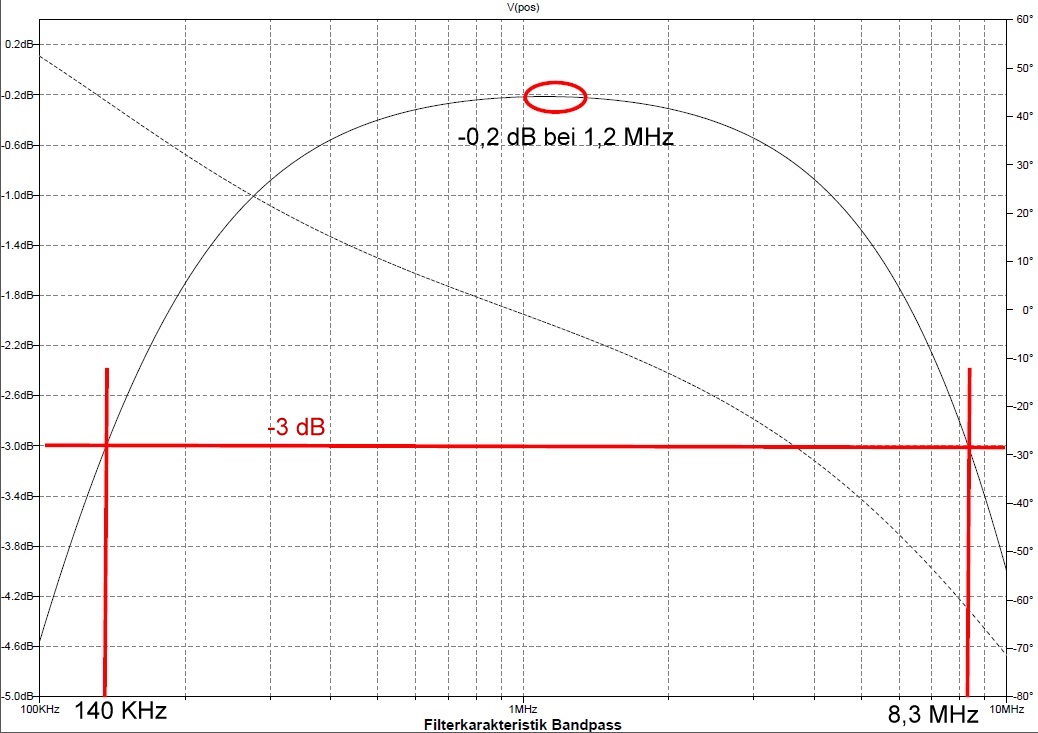 V(pos)
0.2dB
-0.2dB
-0.6dB
-1.0dB
-1.4dB
-1.8dB
-2.2dB
-2.6dB
-3.0dB
-3.4dB
-3.8dB
-4.2dB
-4.6dB
-5.0dB
60°
50°
40°
30°
20°
10°
0°
-10°
-20°
-30°
-40°
-50°
-60°
-70°
-80°
-0,2 dB bei 1,2 MHz
-3 dB
100KHz
140 KHz
1MHz
8,3 MHz
10MHz
Filterkarakteristik Bandpass